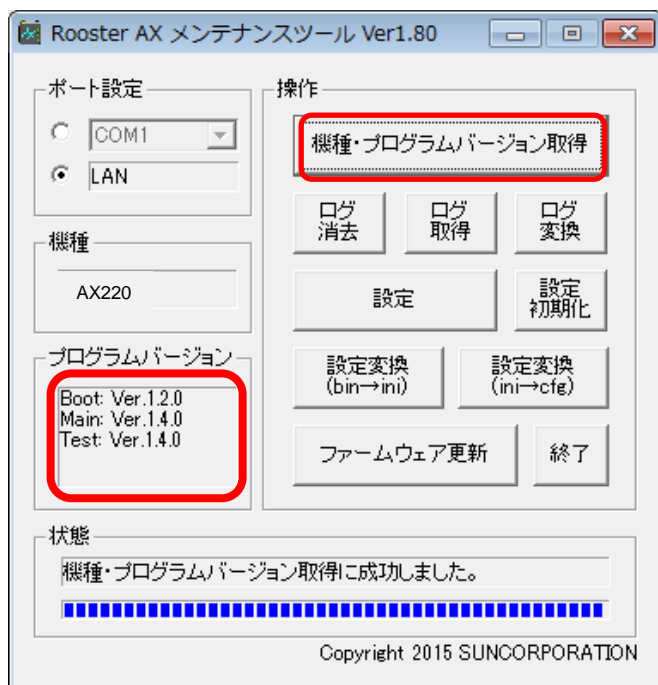 Rooster AX メンテナンスツール Ver1.80
ポート設定
COM1
LAN
機種
AX220
プログラムバージョン
Boot: Ver.1.2.0
Main: Ver.1.4.0
Test: Ver.1.4.0
操作
機種・プログラムバージョン取得
ログ
消去
ログ
取得
ログ
変換
設定
設定
初期化
設定変換
(bin→ini)
設定変換
(ini→cfg)
ファームウェア更新
終了
状態
機種・プログラムバージョン取得に成功しました。
Copyright 2015 SUNCORPORATION